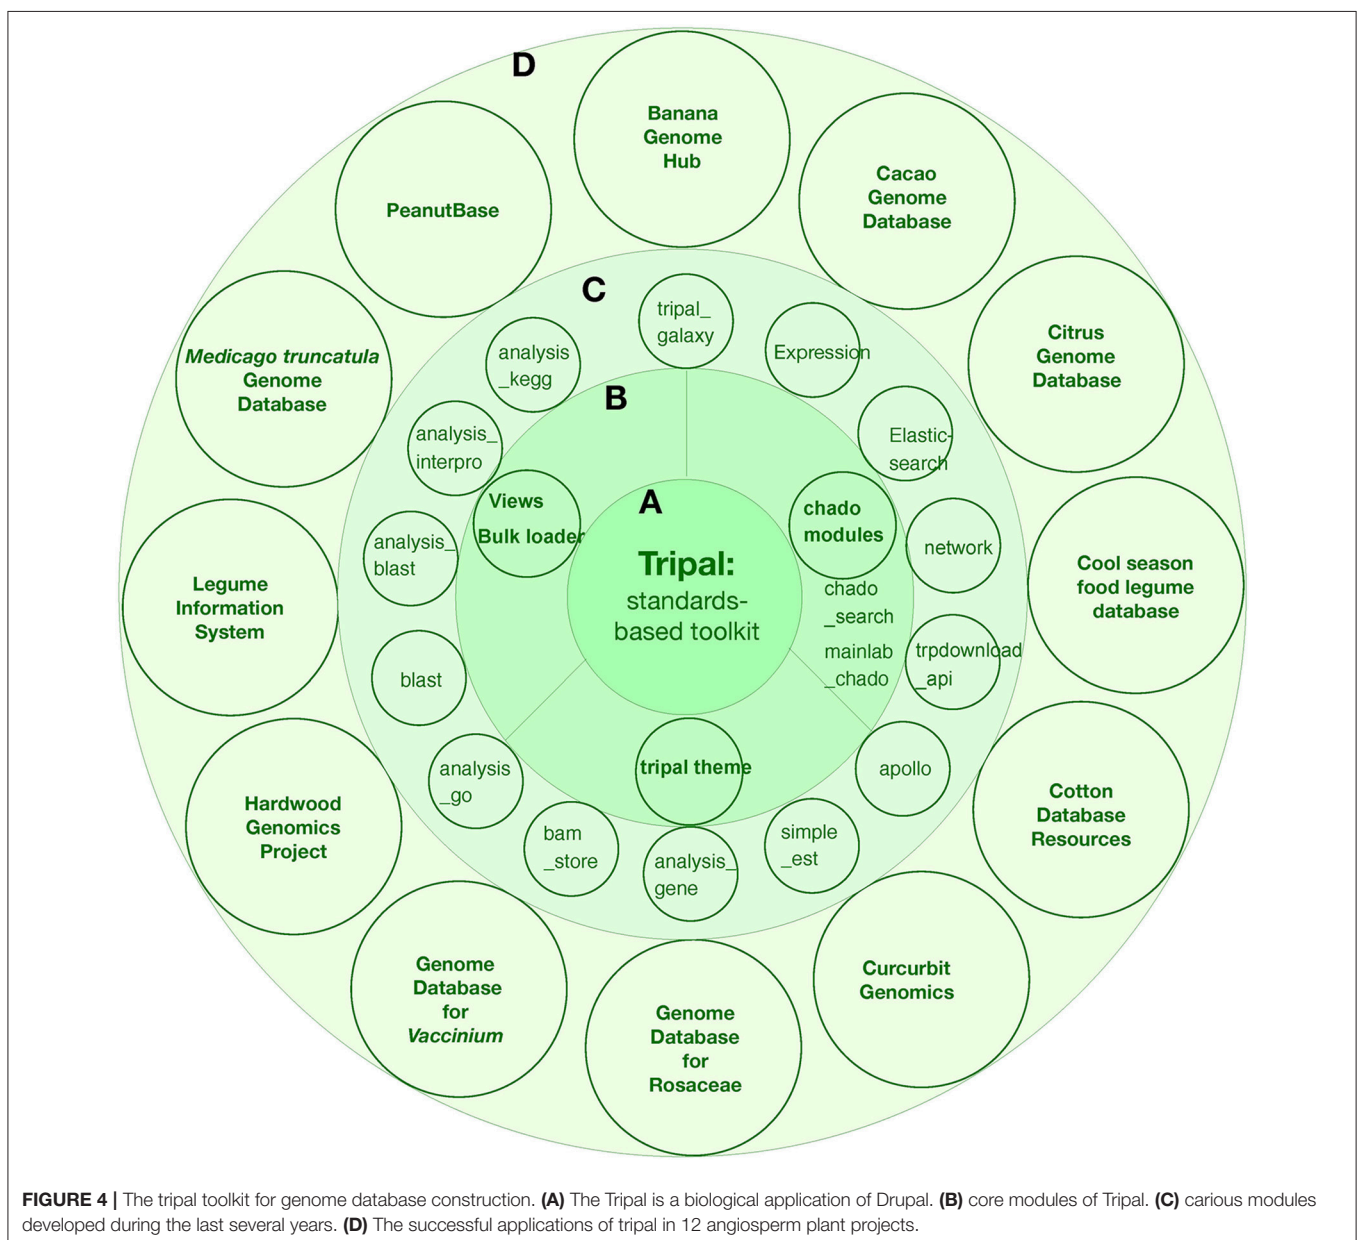 D
Banana
Genome
Hub
Cacao
Genome
Database
PeanutBase
C
tripal_
galaxy
Expression
Citrus
Genome
Database
Medicago truncatula
Genome
Database
analysis
_kegg
B
Elastic-
search
analysis_
interpro
Views
Bulk loader
A
Tripal:
standards-
based toolkit
chado
modules
chado
_search
mainlab
_chado
network
Cool season
food legume
database
analysis_
blast
Legume
Information
System
trpdownload
_api
blast
tripal theme
apollo
analysis
_go
Hardwood
Genomics
Project
Cotton
Database
Resources
bam
_store
analysis_
gene
simple
_est
Genome
Database
for
Vaccinium
Genome
Database
for
Rosaceae
Curcurbit
Genomics
FIGURE 4 | The tripal toolkit for genome database construction. (A) The Tripal is a biological application of Drupal. (B) core modules of Tripal. (C) carious modules
developed during the last several years. (D) The successful applications of tripal in 12 angiosperm plant projects.